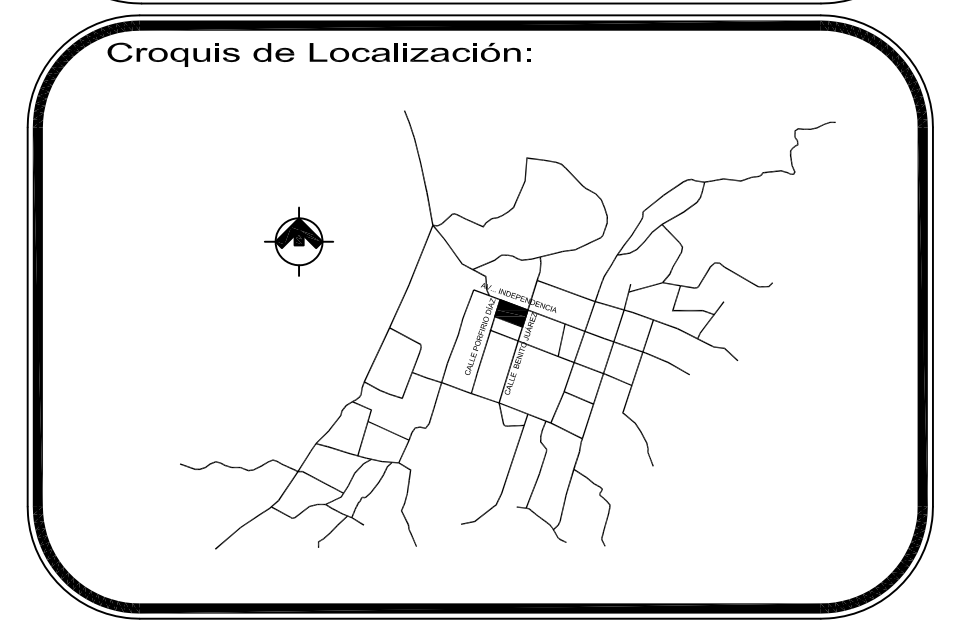 Croquis de Localización:
AV... INDEPENDENCIA
CALLE PORFIRIO DÍAZ
CALLE BENITO JUÁREZ